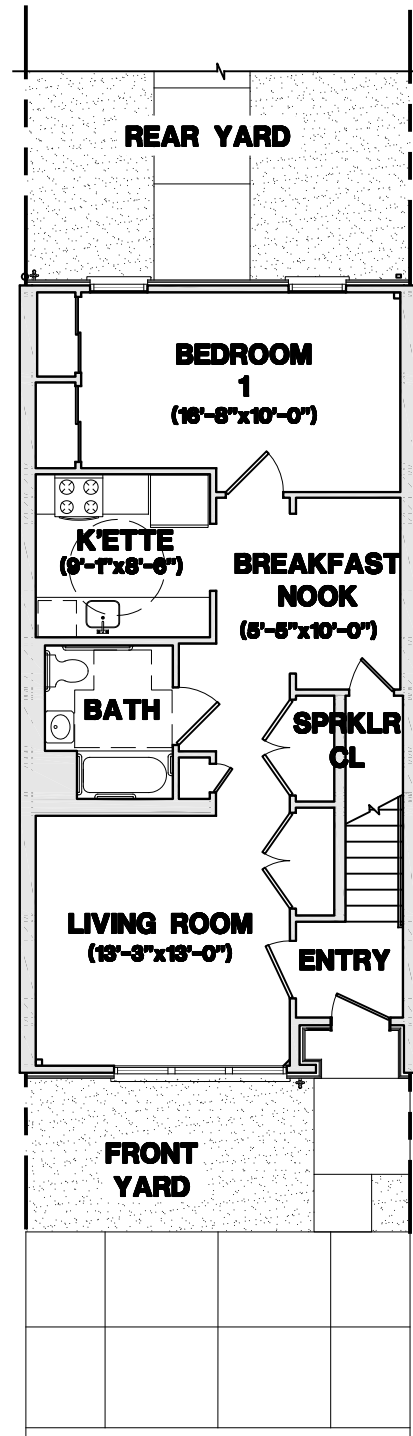 REAR YARD
BEDROOM
1
(16'-8"x10'-0")
K'ETTE
(9'-1"x8'-6")
BREAKFAST
NOOK
(5'-5"x10'-0")
BATH
SPRKLR
CL
LIVING ROOM
(13'-3"x13'-0")
ENTRY
FRONT
YARD